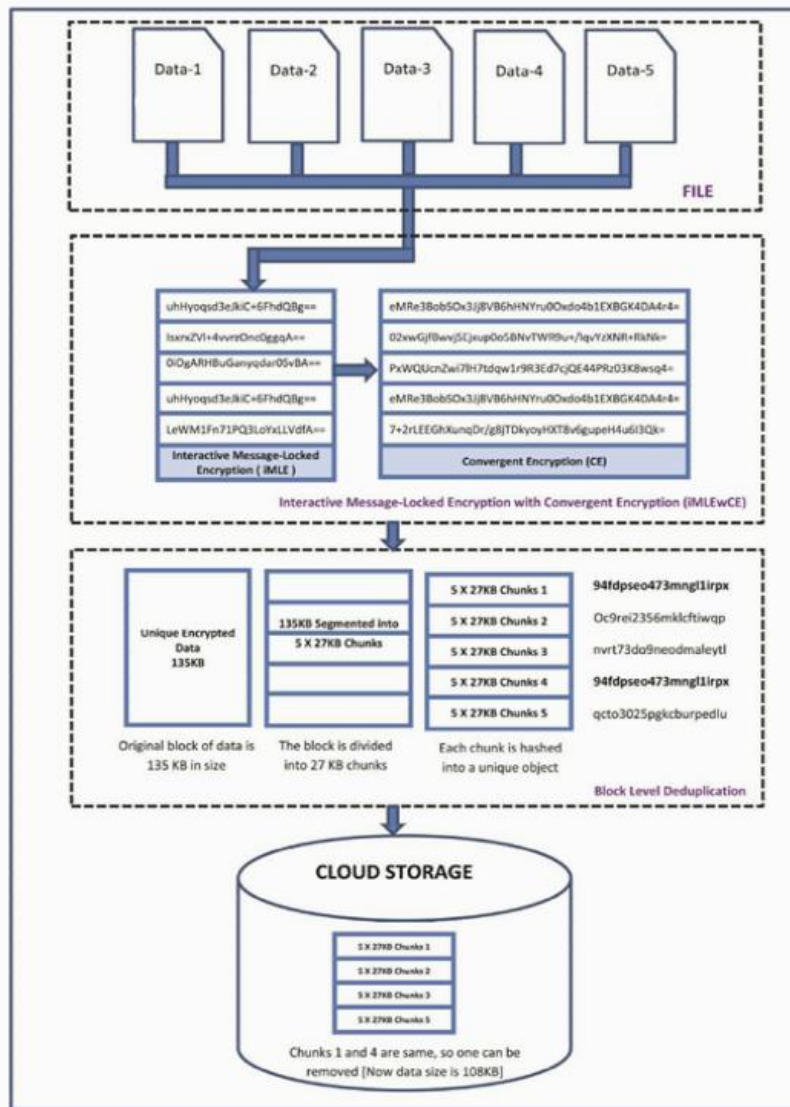 Data-1
Data-2
Data-3
Data-4
Data-5
FILE
uhHyoqsd3eJkiC+6FhdQBg==
IsxrxZVI+4vvrzOnc0ggqA==
0iDgARHBuGanyqdar05vBA==
uhHyoqsd3eJkiC+6FhdQBg==
LeWM1Fn71PQ3LoYxLLVdfA==
Interactive Message-Locked
Encryption ( iMLE )
eMRe3BobSOx3Jj8VB6hHNYru0Oxdo4b1EXBGK4DA4r4=
02xwGjfBwvjSEjxup0o5BNvTWR9u+/lqvYzXNR+RkNk=
PxWQUcnZwi7lH7tdqw1r9R3Ed7cjQE44PRz03K8wsq4=
eMRe3BobSOx3Jj8VB6hHNYru0Oxdo4b1EXBGK4DA4r4=
7+2rLEEGhXunqDr/g8jTDkyoyHXT8v6gupeH4u6I3Qk=
Convergent Encryption (CE)
Interactive Message-Locked Encryption with Convergent Encryption (iMLEwCE)
Unique Encrypted
Data
135KB
Original block of data is
135 KB in size
135KB Segmented into
5 X 27KB Chunks
The block is divided
into 27 KB chunks
5 X 27KB Chunks 1
5 X 27KB Chunks 2
5 X 27KB Chunks 3
5 X 27KB Chunks 4
5 X 27KB Chunks 5
Each chunk is hashed
into a unique object
94fdpseo473mngl1irpx
Oc9rei2356mklcftiwqp
nvrt73do9neodmaleytl
94fdpseo473mngl1irpx
qcto3025pgkcburpedlu
Block Level Deduplication
CLOUD STORAGE
5 X 27KB Chunks 1
5 X 27KB Chunks 2
5 X 27KB Chunks 3
5 X 27KB Chunks 5
Chunks 1 and 4 are same, so one can be
removed [Now data size is 108KB]